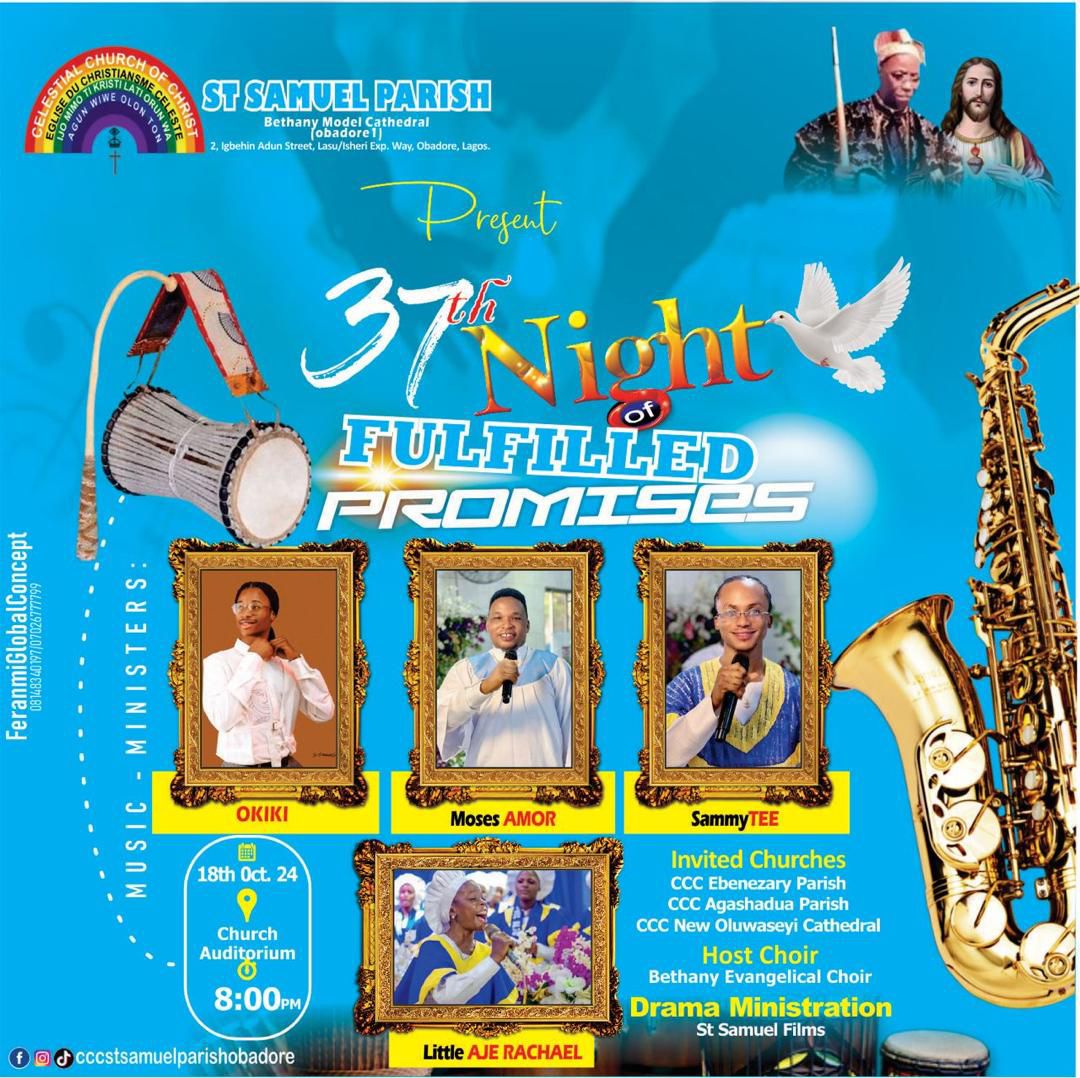 CELESTIAL CHURCH OF CHRIST
EGLISE DU CHRISTIANSME CELESTE
IJO MIMO TI KRISTI LATI ORUN WA
AGUN WIWE OLON TON
ST SAMUEL PARISH
Bethany Model Cathedral
(obadore1)
2, Igbehin Adun Street, Lasu/Isheri Exp. Way, Obadore, Lagos.
Present
37th Night
of
FULFILLED
PROMISES
FeranmiGlobalConcept
08148340197/07026777799
MUSIC - MINISTERS:
OKIKI
Moses AMOR
SammyTEE
18th Oct. 24
Church
Auditorium
8:00PM
Little AJE RACHAEL
Invited Churches
CCC Ebenezary Parish
CCC Agashadua Parish
CCC New Oluwaseyi Cathedral
Host Choir
Bethany Evangelical Choir
Drama Ministration
St Samuel Films
cccstsamuelparishobadore